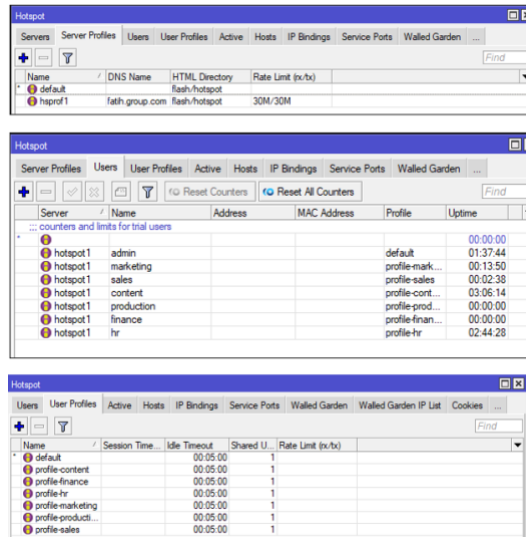 Hotspot
Servers Server Profiles Users User Profiles Active Hosts IP Bindings Service Ports Walled Garden ...
Find
Name / DNS Name HTML Directory Rate Limit (rx/tx)
* default flash/hotspot
hsprof1 fatih.group.com flash/hotspot 30M/30M
Hotspot
Server Profiles Users User Profiles Active Hosts IP Bindings Service Ports Walled Garden ...
Reset Counters Reset All Counters Find
Server / Name Address MAC Address Profile Uptime
;;; counters and limits for trial users
* 00:00:00
hotspot1 admin default 01:37:44
hotspot1 marketing profile-mark... 00:13:50
hotspot1 sales profile-sales 00:02:38
hotspot1 content profile-cont... 03:06:14
hotspot1 production profile-prod... 00:00:00
hotspot1 finance profile-finan... 00:00:00
hotspot1 hr profile-hr 02:44:28
Hotspot
Users User Profiles Active Hosts IP Bindings Service Ports Walled Garden Walled Garden IP List Cookies ...
Find
Name / Session Time... Idle Timeout Shared U... Rate Limit (rx/tx)
* default 00:05:00 1
profile-content 00:05:00 1
profile-finance 00:05:00 1
profile-hr 00:05:00 1
profile-marketing 00:05:00 1
profile-producti... 00:05:00 1
profile-sales 00:05:00 1